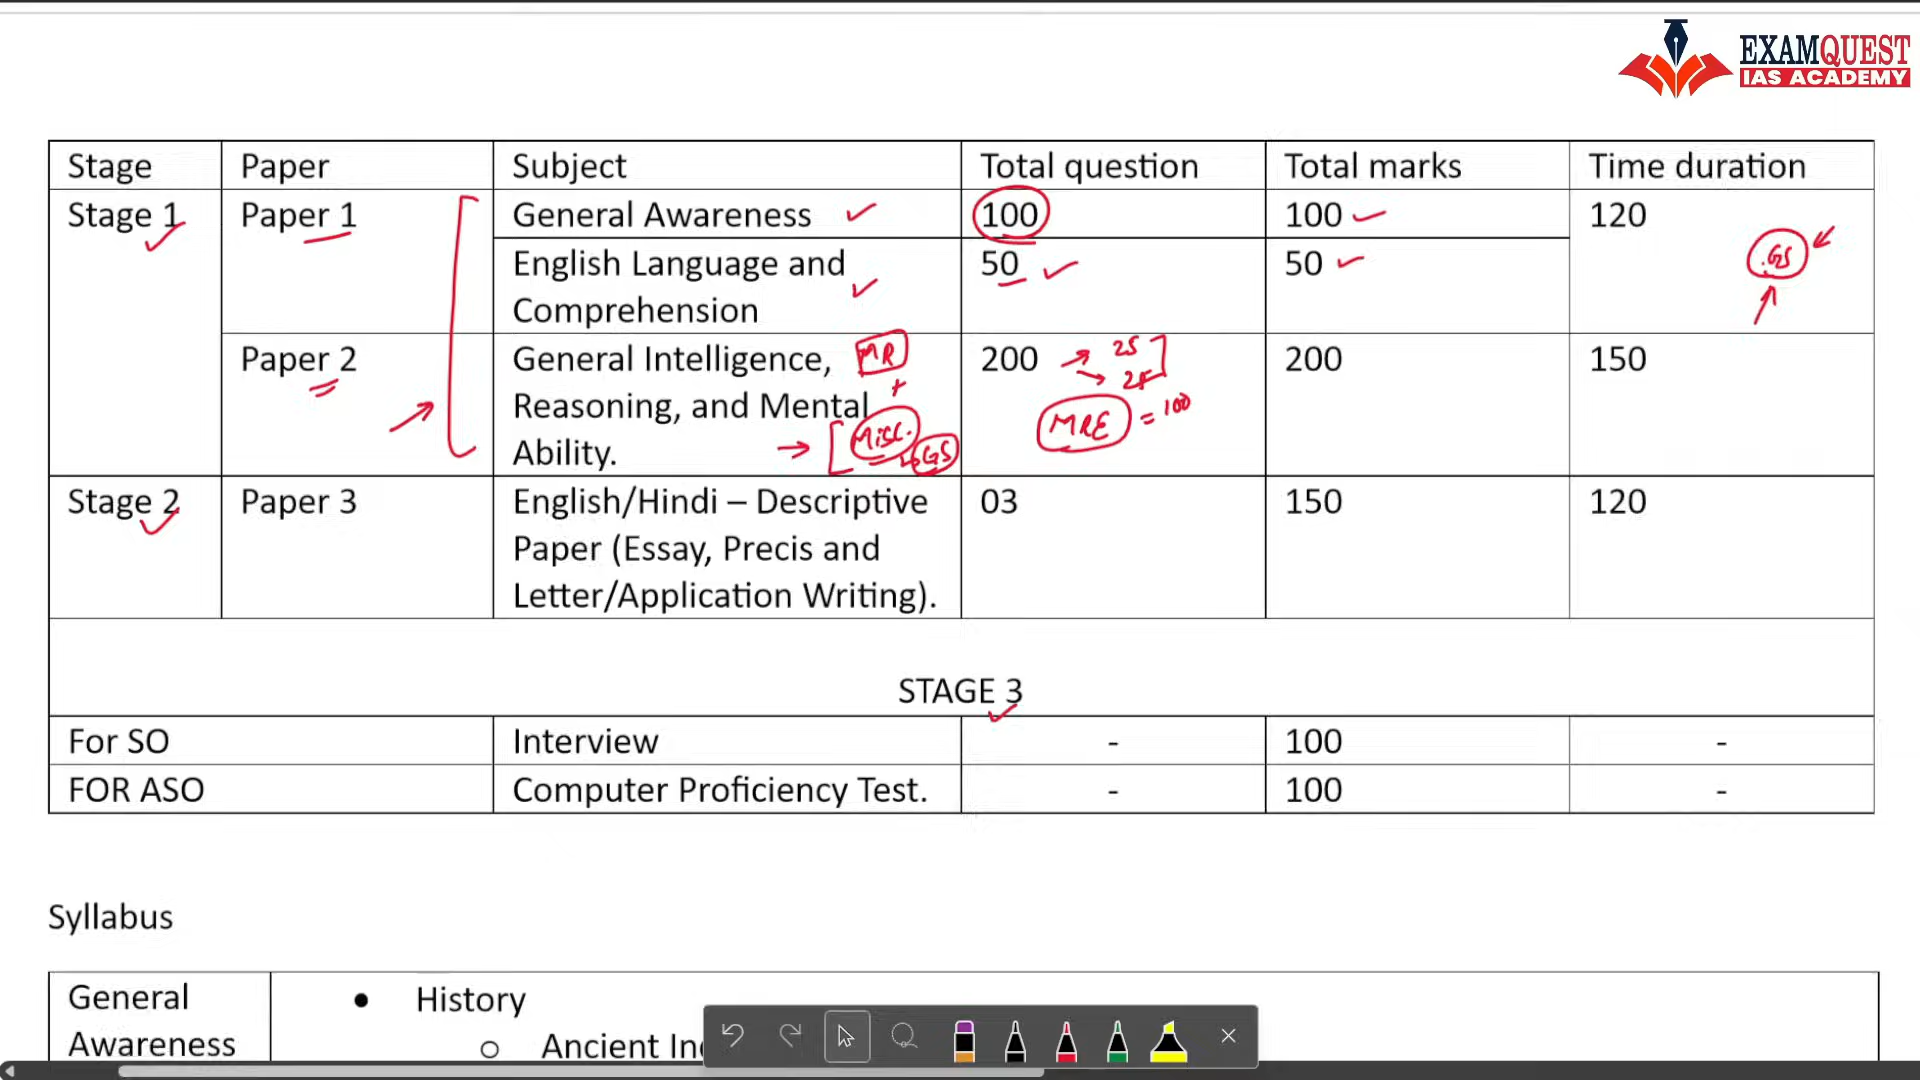 EXAMQUEST
IAS ACADEMY
Stage Paper Subject Total question Total marks Time duration
Stage 1 Paper 1 General Awareness 100 100 120
English Language and 50 50
Comprehension
GS
Paper 2 General Intelligence, 200 200 150
Reasoning, and Mental
Ability.
MR
+
Misc.
GS
25
25
MRE = 100
Stage 2 Paper 3 English/Hindi – Descriptive 03 150 120
Paper (Essay, Precis and
Letter/Application Writing).
STAGE 3
For SO Interview - 100 -
FOR ASO Computer Proficiency Test. - 100 -
Syllabus
General • History
Awareness o Ancient